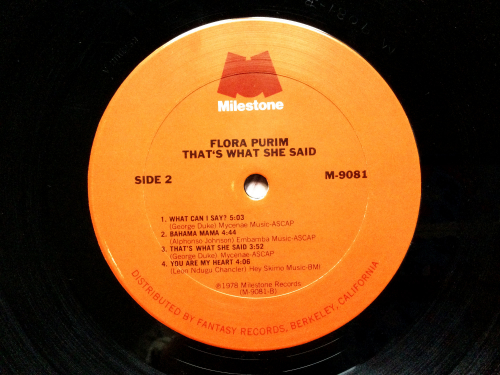 Milestone
FLORA PURIM
THAT'S WHAT SHE SAID
SIDE 2 M-9081
1. WHAT CAN I SAY? 5:03
(George Duke) Mycenae Music-ASCAP
2. BAHAMA MAMA 4:44
(Alphonso Johnson) Embamba Music-ASCAP
3. THAT'S WHAT SHE SAID 3:52
(George Duke) Mycenae-ASCAP
4. YOU ARE MY HEART 4:06
(Leon Ndugu Chancler) Hey Skimo Music-BMI
℗1978 Milestone Records
(M-9081-B)
DISTRIBUTED BY FANTASY RECORDS, BERKELEY, CALIFORNIA